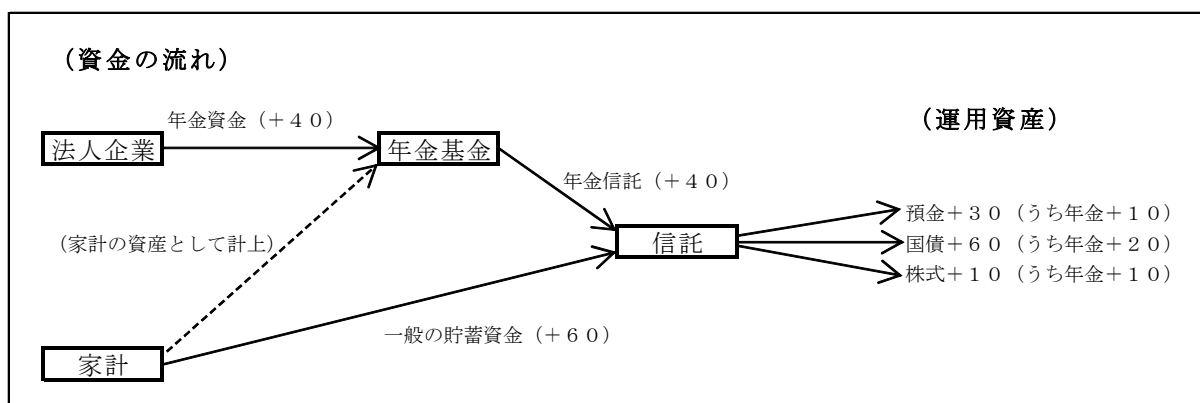 （資金の流れ）
年金資金（＋４０）
（運用資産）
法人企業
年金基金
年金信託（＋４０）
預金＋３０（うち年金＋１０）
（家計の資産として計上）
信託
国債＋６０（うち年金＋２０）
株式＋１０（うち年金＋１０）
一般の貯蓄資金（＋６０）
家計